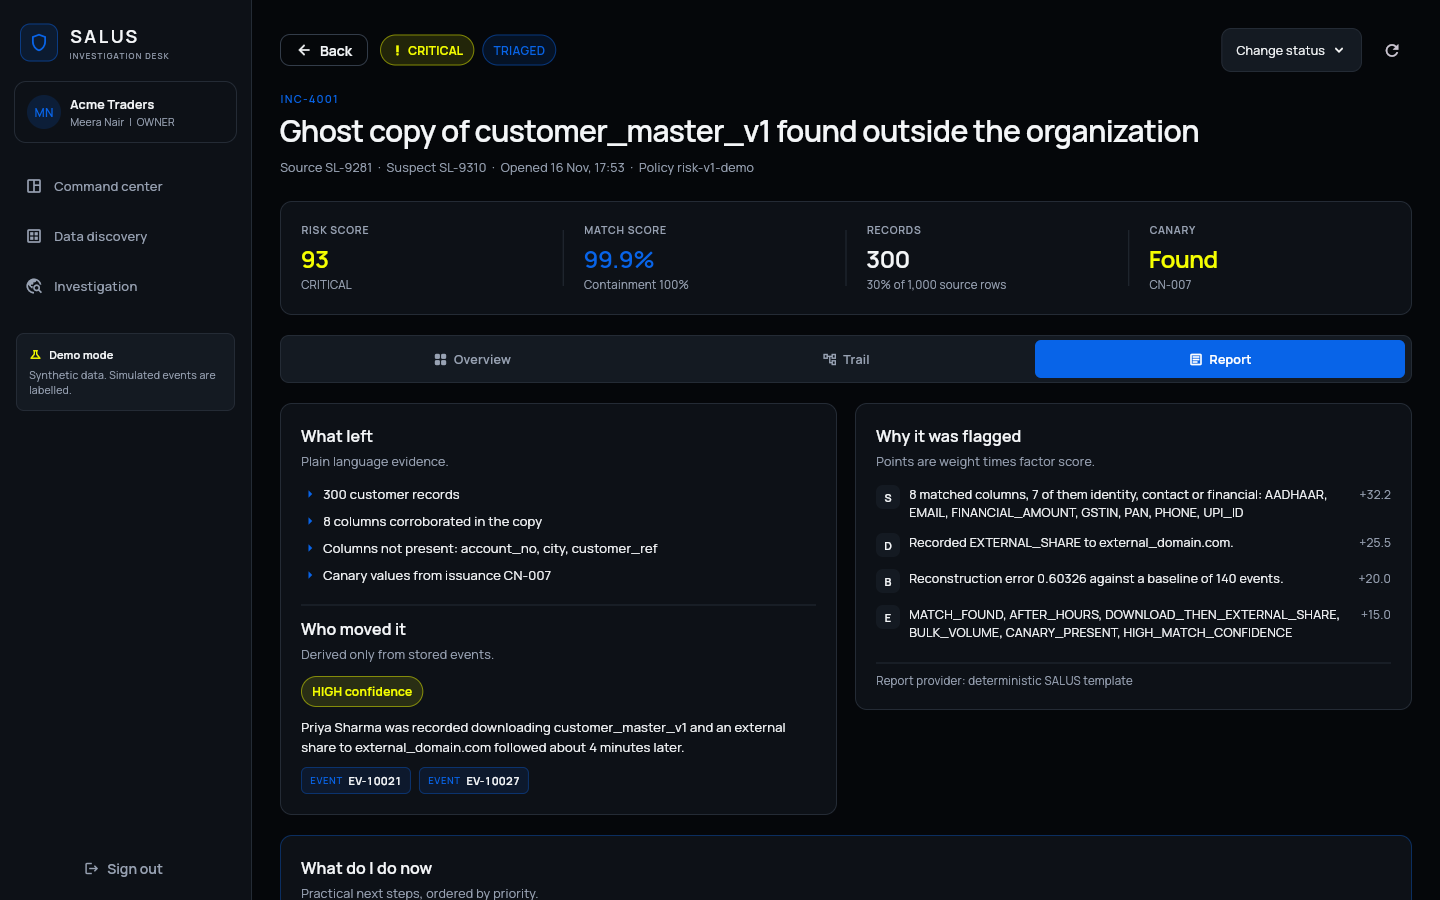 SALUS
INVESTIGATION DESK
MN
Acme Traders
Meera Nair | OWNER
Command center
Data discovery
Investigation
Demo mode
Synthetic data. Simulated events are
labelled.
Sign out
Back
! CRITICAL
TRIAGED
Change status
INC-4001
Ghost copy of customer_master_v1 found outside the organization
Source SL-9281 · Suspect SL-9310 · Opened 16 Nov, 17:53 · Policy risk-v1-demo
RISK SCORE
93
CRITICAL
MATCH SCORE
99.9%
Containment 100%
RECORDS
300
30% of 1,000 source rows
CANARY
Found
CN-007
Overview
Trail
Report
What left
Plain language evidence.
300 customer records
8 columns corroborated in the copy
Columns not present: account_no, city, customer_ref
Canary values from issuance CN-007
Who moved it
Derived only from stored events.
HIGH confidence
Priya Sharma was recorded downloading customer_master_v1 and an external
share to external_domain.com followed about 4 minutes later.
EVENT EV-10021
EVENT EV-10027
Why it was flagged
Points are weight times factor score.
S 8 matched columns, 7 of them identity, contact or financial: AADHAAR, +32.2
EMAIL, FINANCIAL_AMOUNT, GSTIN, PAN, PHONE, UPI_ID
D Recorded EXTERNAL_SHARE to external_domain.com. +25.5
B Reconstruction error 0.60326 against a baseline of 140 events. +20.0
E MATCH_FOUND, AFTER_HOURS, DOWNLOAD_THEN_EXTERNAL_SHARE, +15.0
BULK_VOLUME, CANARY_PRESENT, HIGH_MATCH_CONFIDENCE
Report provider: deterministic SALUS template
What do I do now
Practical next steps, ordered by priority.